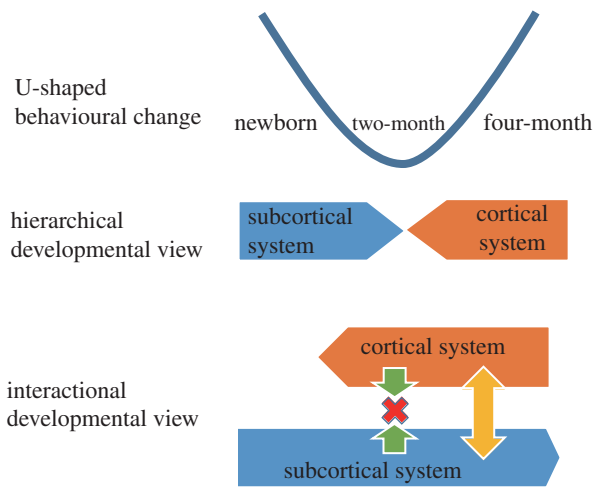 U-shaped
behavioural change
newborn
two-month
four-month
hierarchical
developmental view
subcortical
system
cortical
system
interactional
developmental view
cortical system
subcortical system